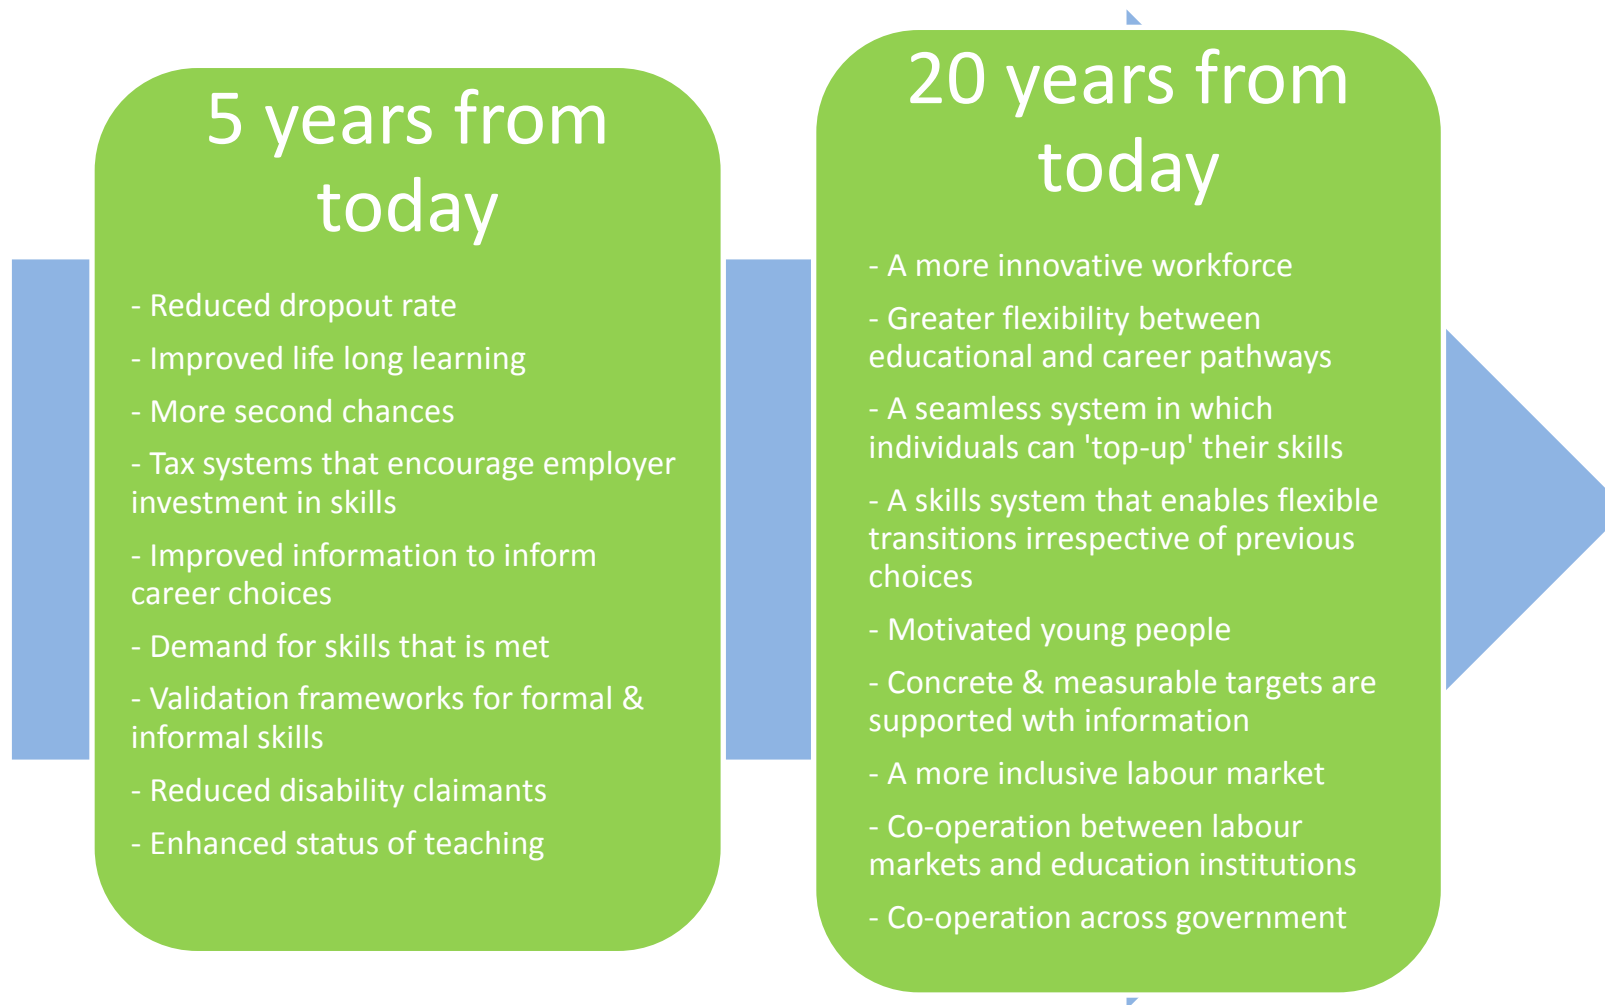 5 years from
today
- Reduced dropout rate
- Improved life long learning
- More second chances
- Tax systems that encourage employer
investment in skills
- Improved information to inform
career choices
- Demand for skills that is met
- Validation frameworks for formal &
informal skills
- Reduced disability claimants
- Enhanced status of teaching
20 years from
today
- A more innovative workforce
- Greater flexibility between
educational and career pathways
- A seamless system in which
individuals can 'top-up' their skills
- A skills system that enables flexible
transitions irrespective of previous
choices
- Motivated young people
- Concrete & measurable targets are
supported wth information
- A more inclusive labour market
- Co-operation between labour
markets and education institutions
- Co-operation across government